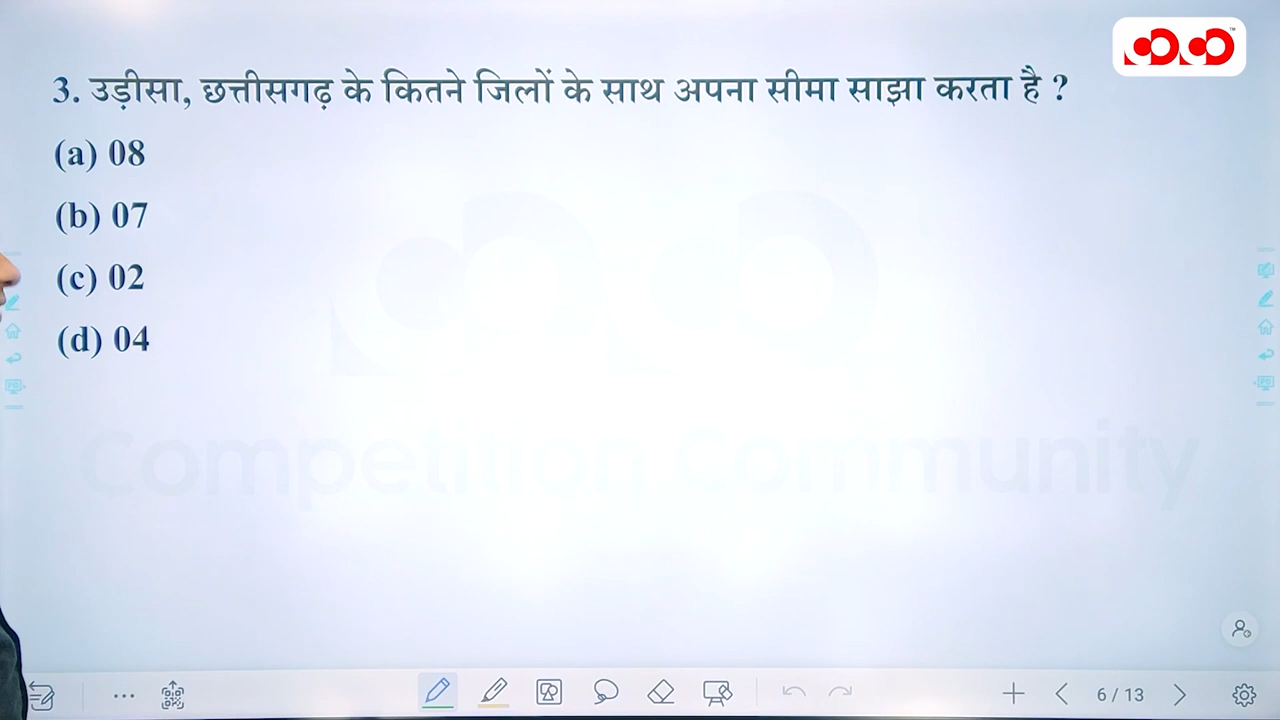 3. उड़ीसा, छत्तीसगढ़ के कितने जिलों के साथ अपना सीमा साझा करता है ?
(a) 08
(b) 07
(c) 02
(d) 04
Competition Community
6 / 13